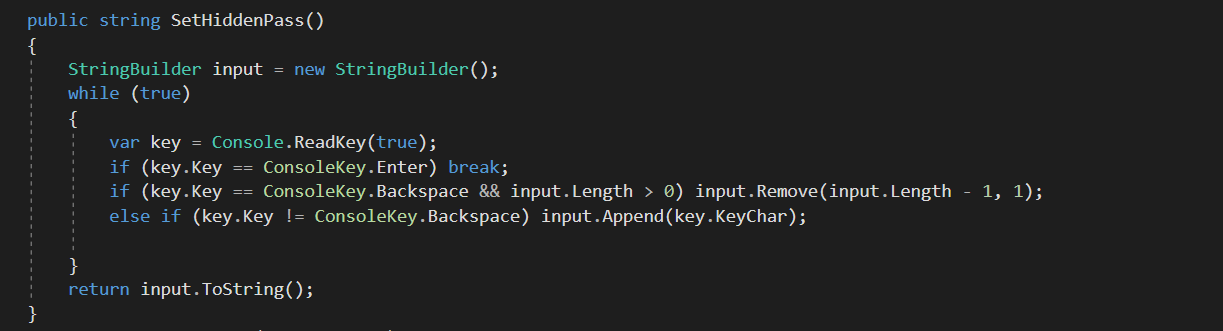 public string SetHiddenPass()
{
StringBuilder input = new StringBuilder();
while (true)
{
var key = Console.ReadKey(true);
if (key.Key == ConsoleKey.Enter) break;
if (key.Key == ConsoleKey.Backspace && input.Length > 0) input.Remove(input.Length - 1, 1);
else if (key.Key != ConsoleKey.Backspace) input.Append(key.KeyChar);
}
return input.ToString();
}